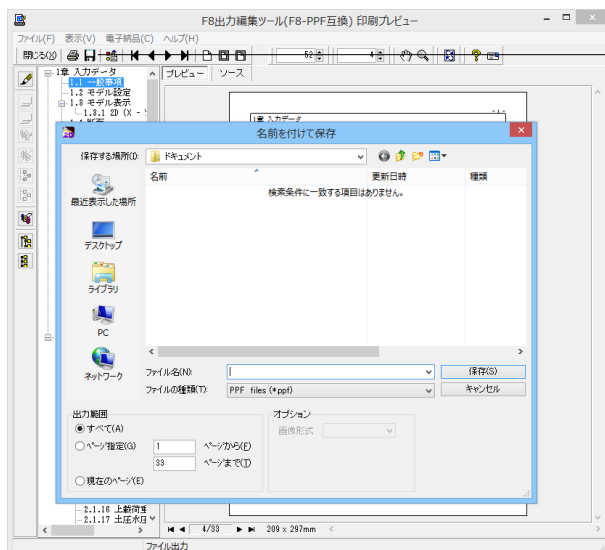 F8出力編集ツール(F8-PPF互換) 印刷プレビュー
ファイル(F) 表示(V) 電子納品(C) ヘルプ(H)
閉じる(X) 52 4
1章 入力データ
1.1 一般事項
1.2 モデル設定
1.3 モデル表示
1.3.1 2D (X -
プレビュー ソース
1章 入力データ
名前を付けて保存
保存する場所(I): ドキュメント
名前 更新日時 種類
検索条件に一致する項目はありません。
最近表示した場所
デスクトップ
ライブラリ
PC
ネットワーク
ファイル名(N): 保存(S)
ファイルの種類(T): PPF files (*.ppf) キャンセル
出力範囲
すべて(A)
ページ指定(G) 1 ページから(F)
33 ページまで(T)
現在のページ(E)
オプション
画像形式
2.1.16 上載荷重
2.1.17 土圧水圧
4/33 209 x 297mm
ファイル出力